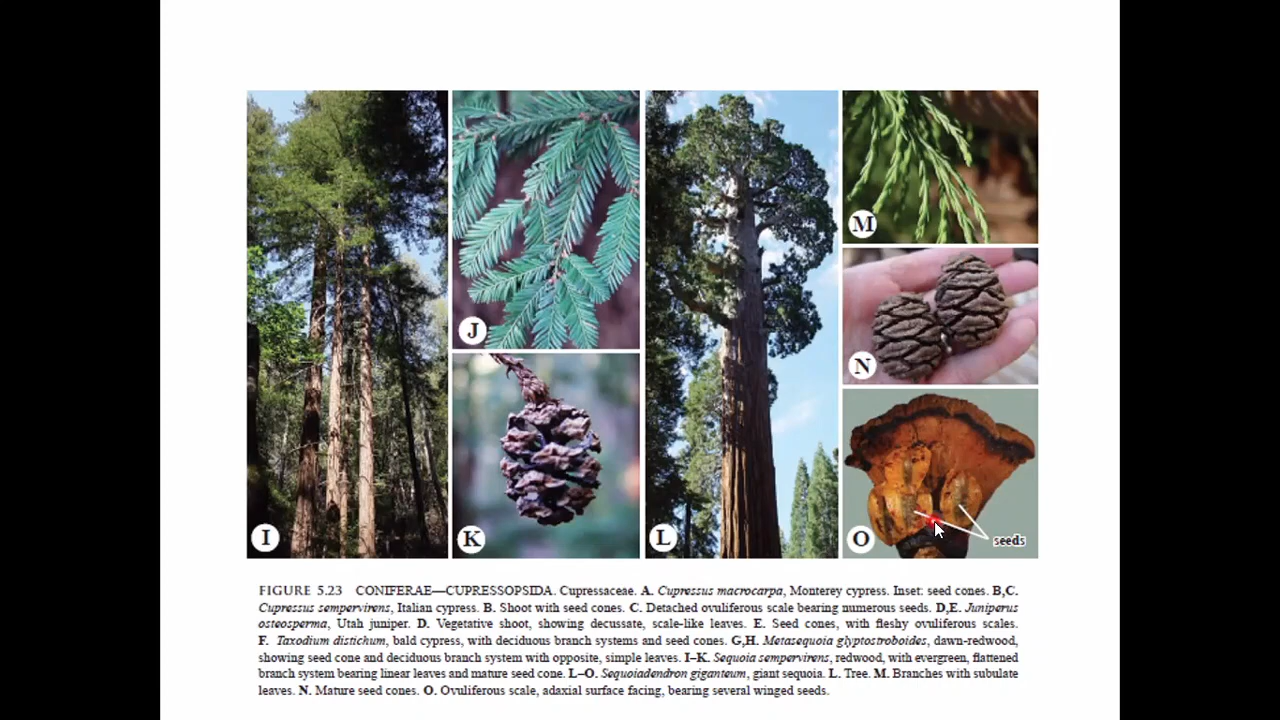 M
J
N
I
K
L
O
seeds
FIGURE 5.23 CONIFERAE—CUPRESSOPSIDA. Cupressaceae. A. Cupressus macrocarpa, Monterey cypress. Inset: seed cones. B,C.
Cupressus sempervirens, Italian cypress. B. Shoot with seed cones. C. Detached ovuliferous scale bearing numerous seeds. D,E. Juniperus
osteosperma, Utah juniper. D. Vegetative shoot, showing decussate, scale-like leaves. E. Seed cones, with fleshy ovuliferous scales.
F. Taxodium distichum, bald cypress, with deciduous branch systems and seed cones. G,H. Metasequoia glyptostroboides, dawn-redwood,
showing seed cone and deciduous branch system with opposite, simple leaves. I–K. Sequoia sempervirens, redwood, with evergreen, flattened
branch system bearing linear leaves and mature seed cone. L–O. Sequoiadendron giganteum, giant sequoia. L. Tree. M. Branches with subulate
leaves. N. Mature seed cones. O. Ovuliferous scale, adaxial surface facing, bearing several winged seeds.